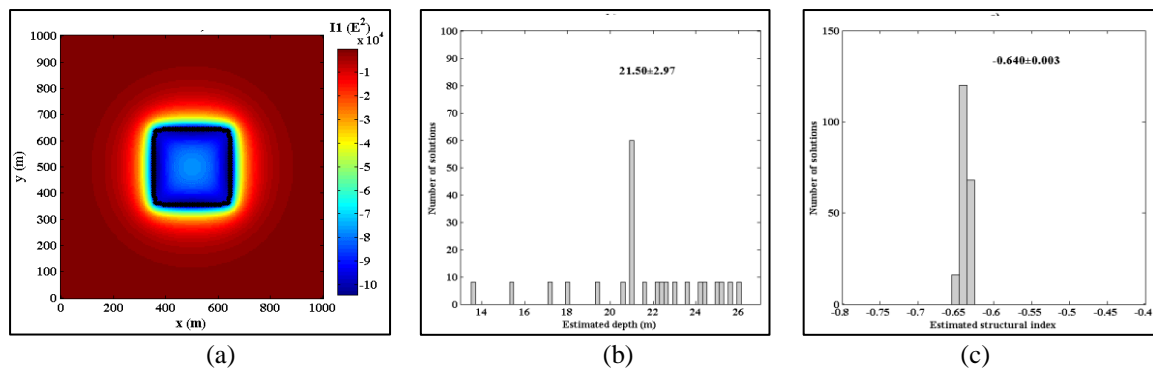 I1 (E²)
x 10⁴
1000
900
800
700
600
500
400
300
200
100
0
y (m)
0 200 400 600 800 1000
x (m)
-1
-2
-3
-4
-5
-6
-7
-8
-9
-10
(a)
100
90
80
70
60
50
40
30
20
10
0
Number of solutions
21.50±2.97
14 16 18 20 22 24 26
Estimated depth (m)
(b)
150
100
50
0
Number of solutions
-0.640±0.003
-0.8 -0.75 -0.7 -0.65 -0.6 -0.55 -0.5 -0.45 -0.4
Estimated structural index
(c)